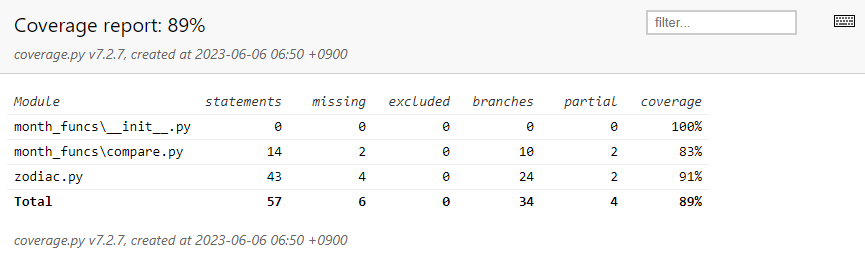 Coverage report: 89%
filter...
coverage.py v7.2.7, created at 2023-06-06 06:50 +0900
Module statements missing excluded branches partial coverage
month_funcs\__init__.py 0 0 0 0 0 100%
month_funcs\compare.py 14 2 0 10 2 83%
zodiac.py 43 4 0 24 2 91%
Total 57 6 0 34 4 89%
coverage.py v7.2.7, created at 2023-06-06 06:50 +0900